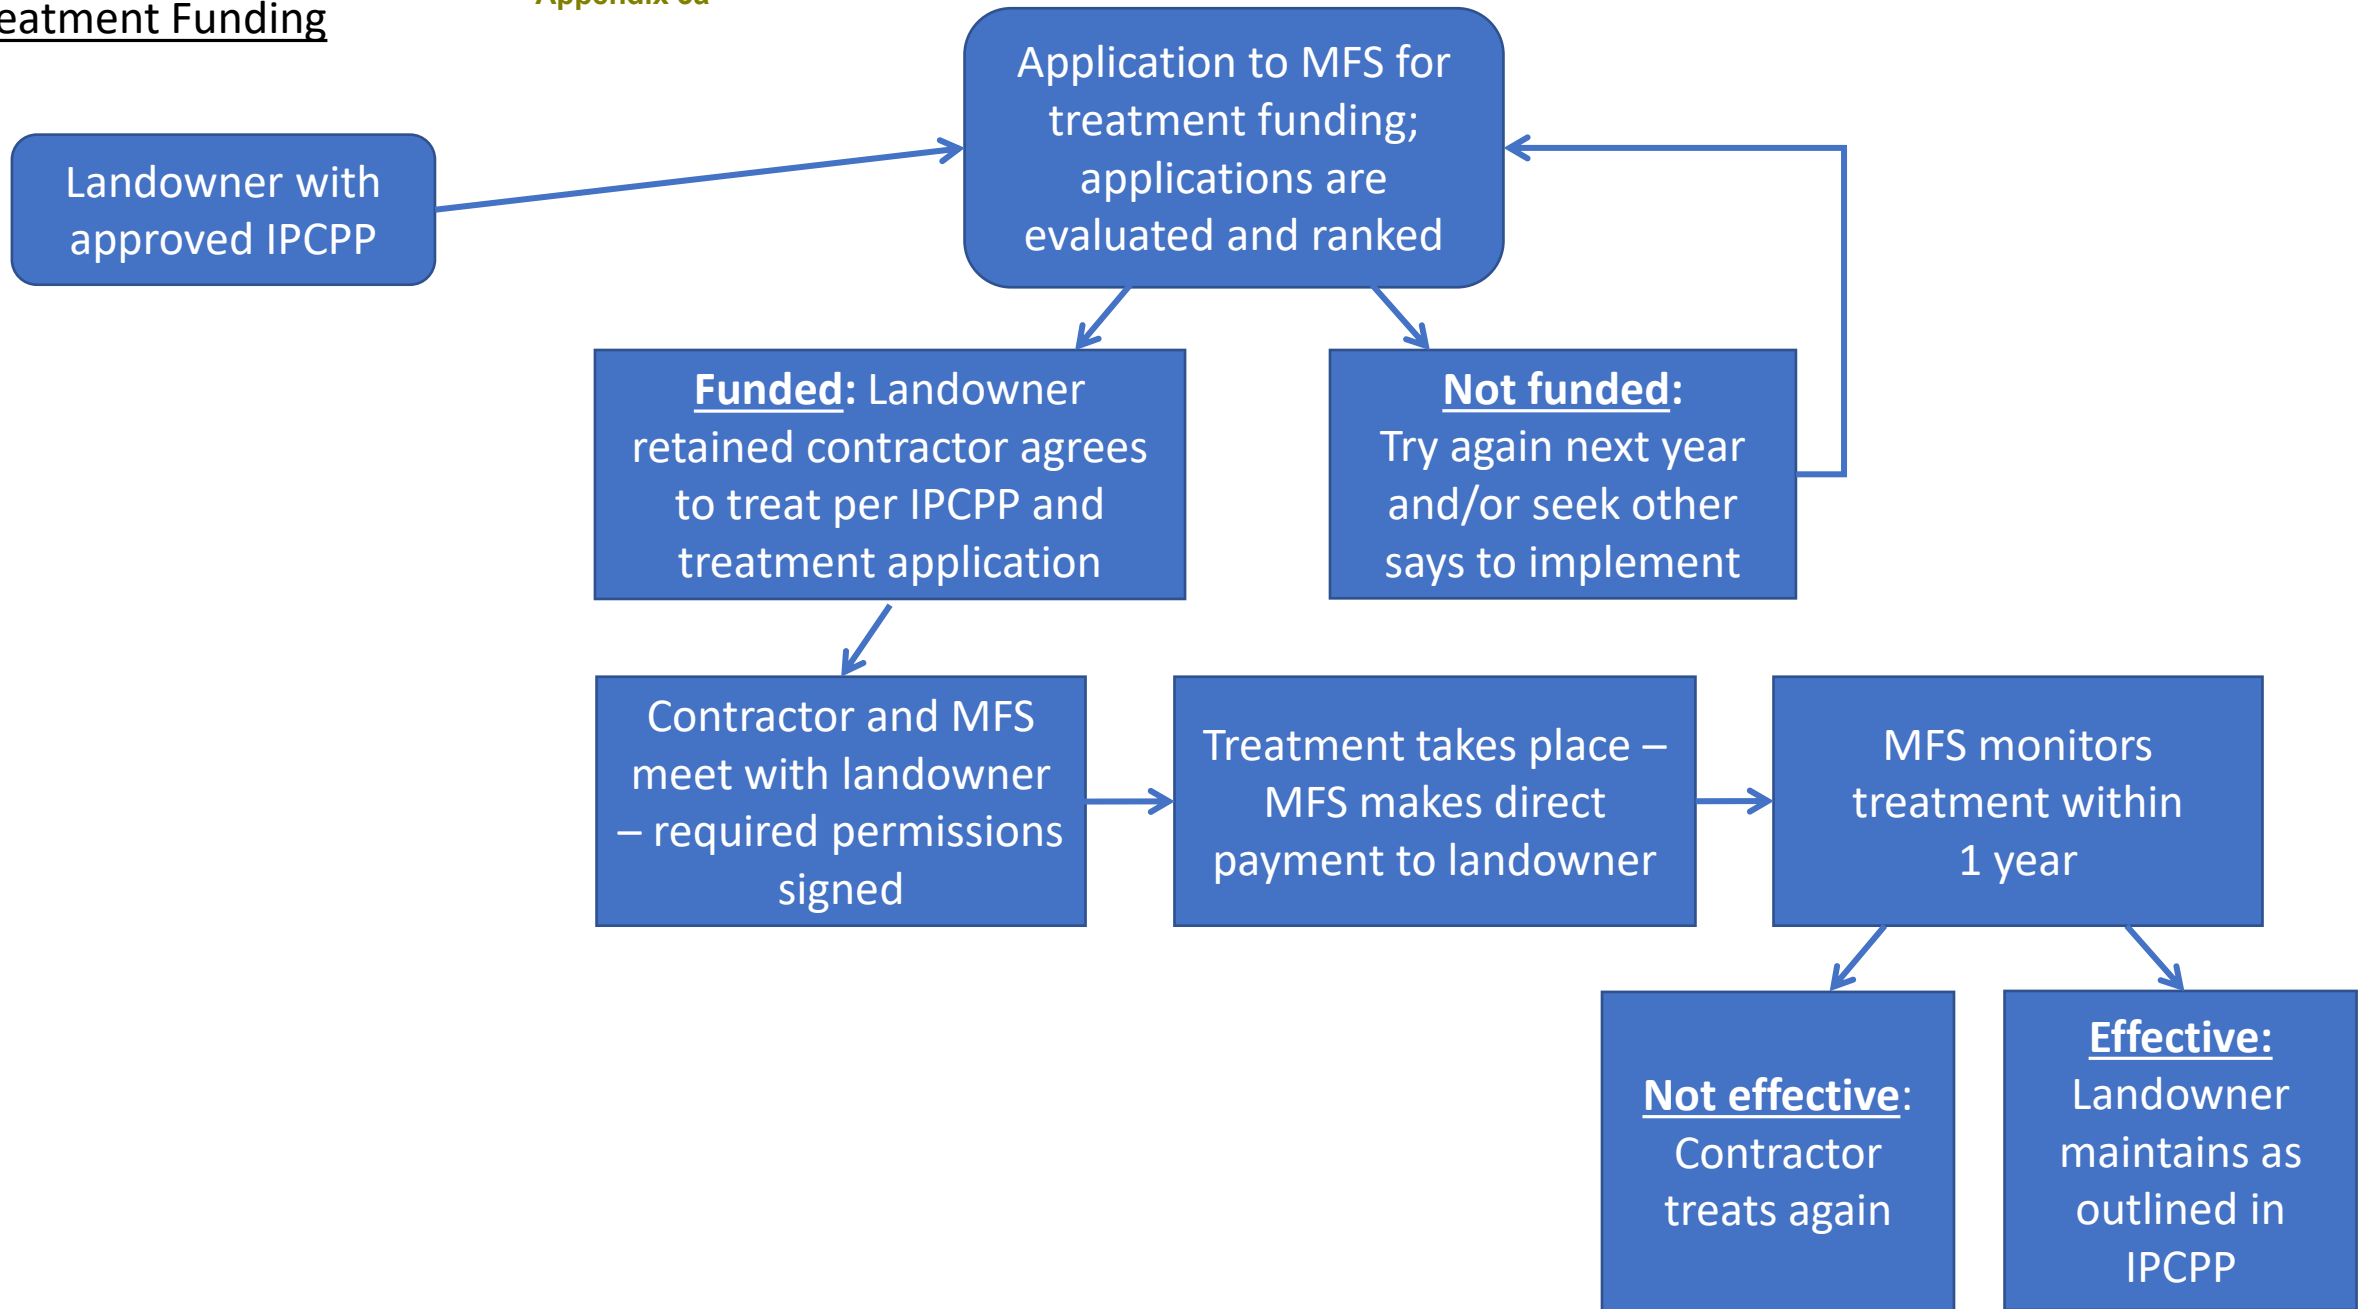 eatment Funding
Application to MFS for
treatment funding;
applications are
evaluated and ranked
Landowner with
approved IPCPP
Funded: Landowner
retained contractor agrees
to treat per IPCPP and
treatment application
Not funded:
Try again next year
and/or seek other
says to implement
Contractor and MFS
meet with landowner
– required permissions
signed
Treatment takes place –
MFS makes direct
payment to landowner
MFS monitors
treatment within
1 year
Not effective:
Contractor
treats again
Effective:
Landowner
maintains as
outlined in
IPCPP